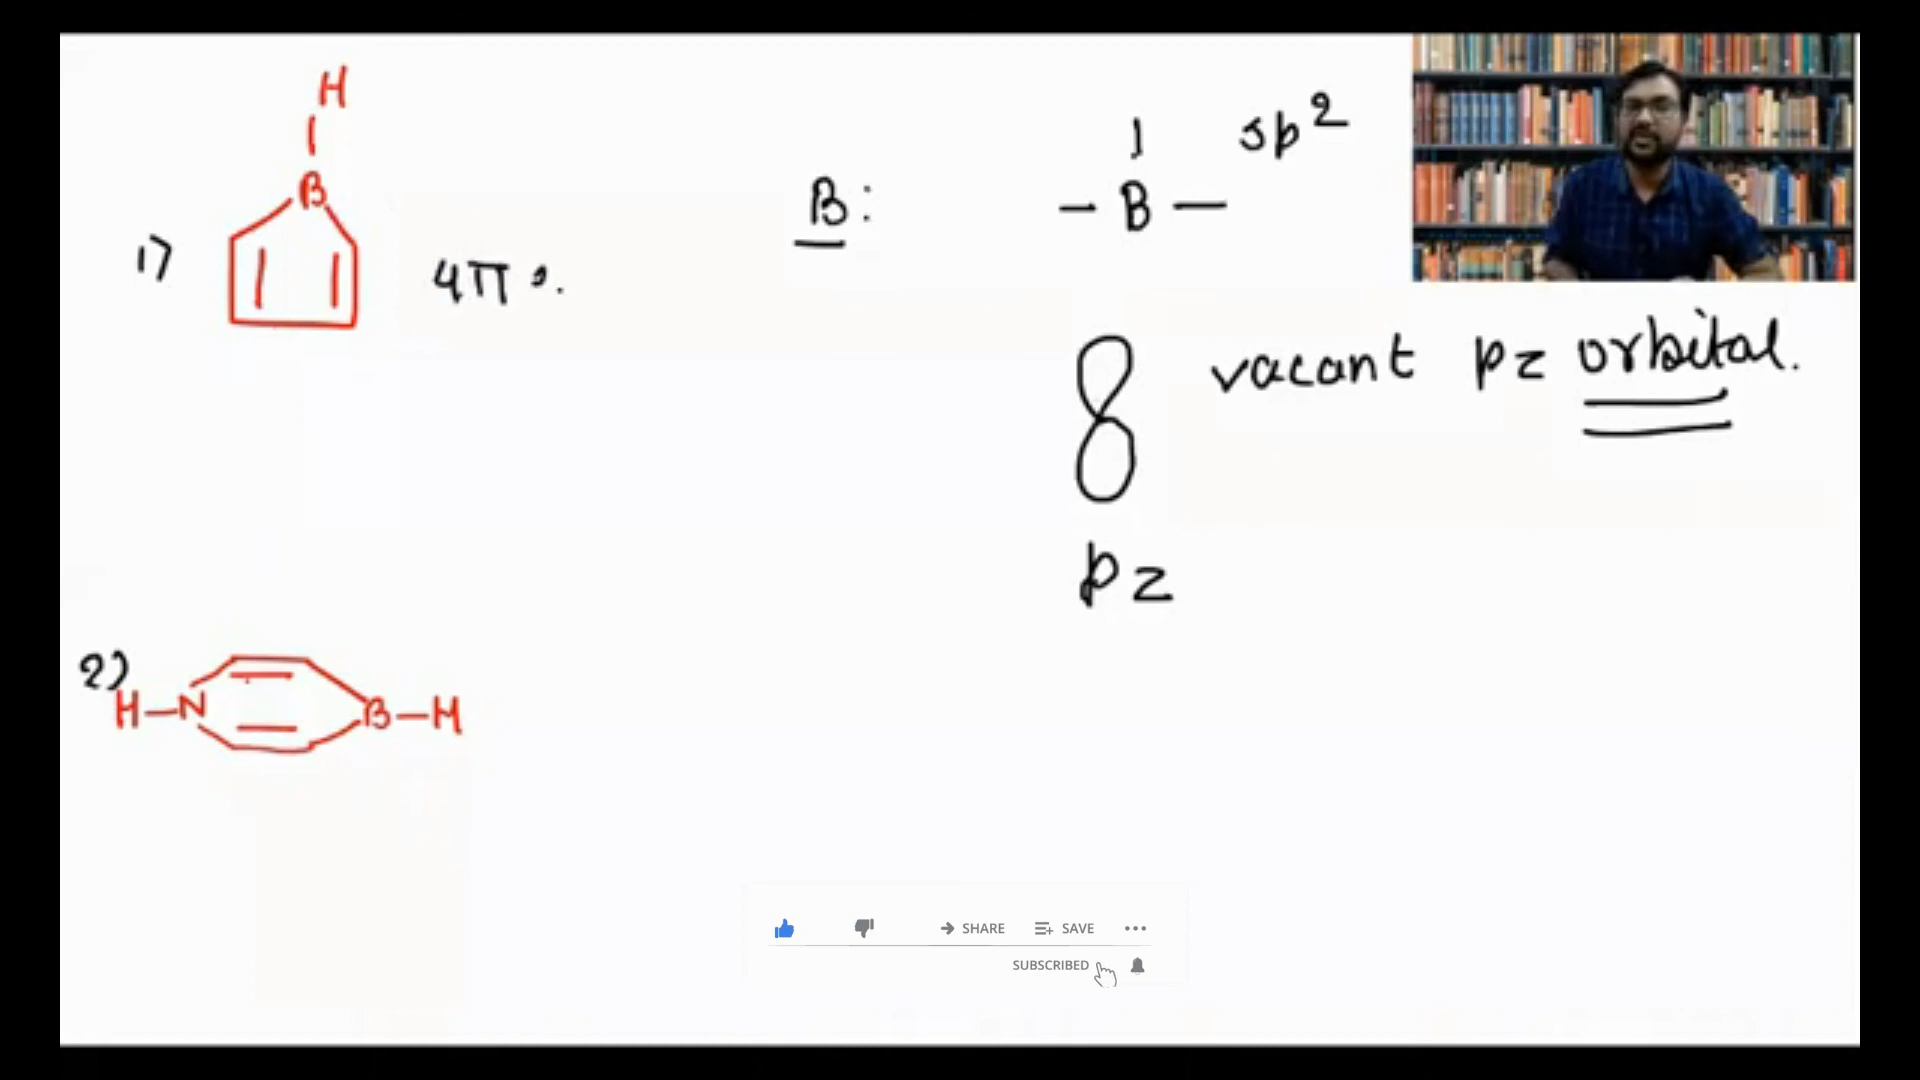 H
B
1)
4π e.
B:
- B -
sp2
vacant pz orbital.
pz
2)
H-N
B-H
SHARE SAVE
SUBSCRIBED